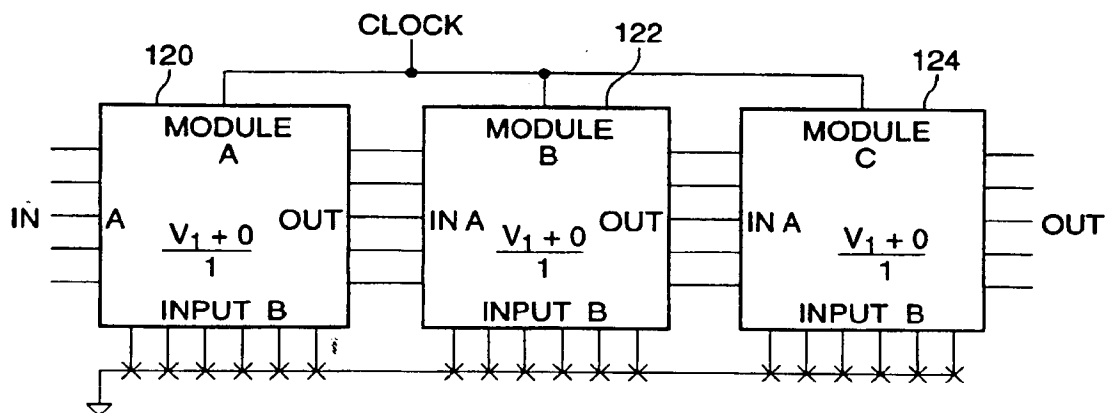 CLOCK
120
122
124
MODULE
A
MODULE
B
MODULE
C
IN
A
OUT
IN A
OUT
IN A
OUT
V₁ + 0
1
V₁ + 0
1
V₁ + 0
1
INPUT B
INPUT B
INPUT B